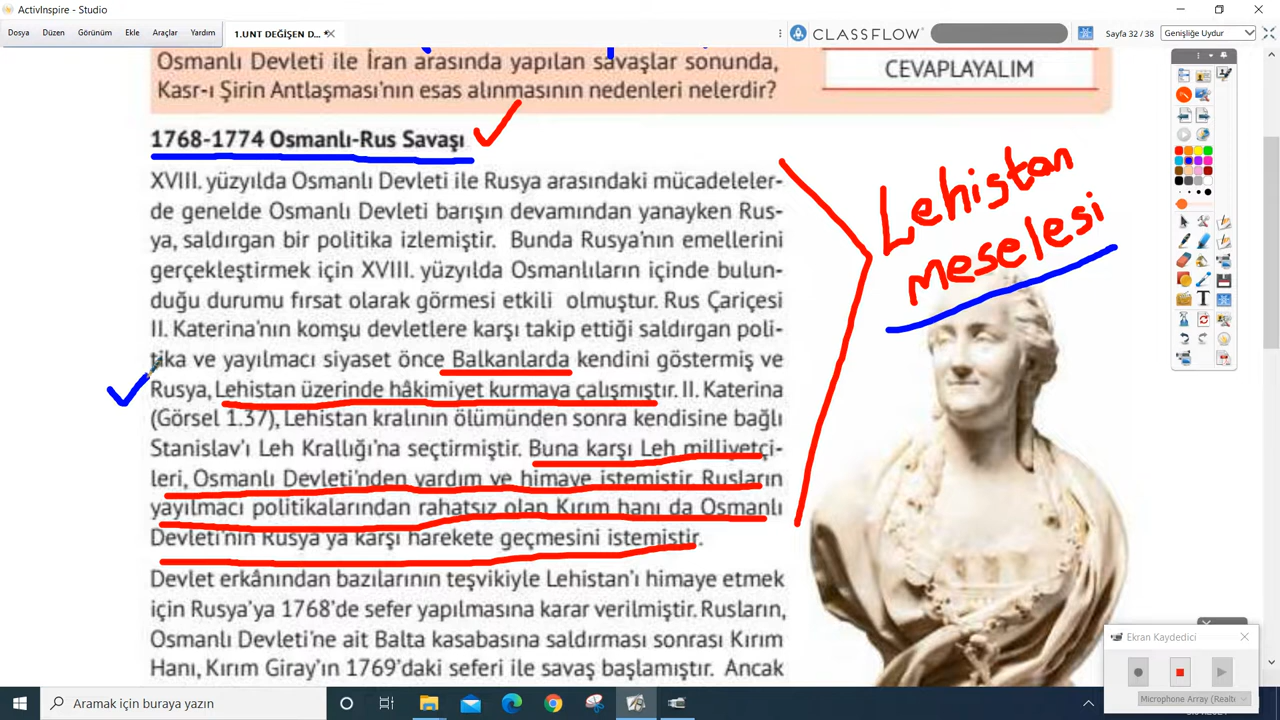 ActivInspire - Studio
Dosya Düzen Görünüm Ekle Araçlar Yardım
1.UNT DEĞİŞEN D...
CLASSFLOW
Sayfa 32 / 38
Genişliğe Uydur
Osmanlı Devleti ile İran arasında yapılan savaşlar sonunda,
Kasr-ı Şirin Antlaşması’nın esas alınmasının nedenleri nelerdir?
CEVAPLAYALIM
1768-1774 Osmanlı-Rus Savaşı
XVIII. yüzyılda Osmanlı Devleti ile Rusya arasındaki mücadeleler-
de genelde Osmanlı Devleti barışın devamından yanayken Rus-
ya, saldırgan bir politika izlemiştir. Bunda Rusya’nın emellerini
gerçekleştirmek için XVIII. yüzyılda Osmanlıların içinde bulun-
duğu durumu fırsat olarak görmesi etkili olmuştur. Rus Çariçesi
II. Katerina’nın komşu devletlere karşı takip ettiği saldırgan poli-
tika ve yayılmacı siyaset önce Balkanlarda kendini göstermiş ve
Rusya, Lehistan üzerinde hâkimiyet kurmaya çalışmıştır. II. Katerina
(Görsel 1.37), Lehistan kralının ölümünden sonra kendisine bağlı
Stanislav’ı Leh Krallığı’na seçtirmiştir. Buna karşı Leh milliyetçi-
leri, Osmanlı Devleti’nden yardım ve himaye istemiştir. Rusların
yayılmacı politikalarından rahatsız olan Kırım hanı da Osmanlı
Devleti’nin Rusya’ya karşı harekete geçmesini istemiştir.
Devlet erkânından bazılarının teşvikiyle Lehistan’ı himaye etmek
için Rusya’ya 1768’de sefer yapılmasına karar verilmiştir. Rusların,
Osmanlı Devleti’ne ait Balta kasabasına saldırması sonrası Kırım
Hanı, Kırım Giray’ın 1769’daki seferi ile savaş başlamıştır. Ancak
Lehistan
meselesi
Ekran Kaydedici
Microphone Array (Realte
Aramak için buraya yazın